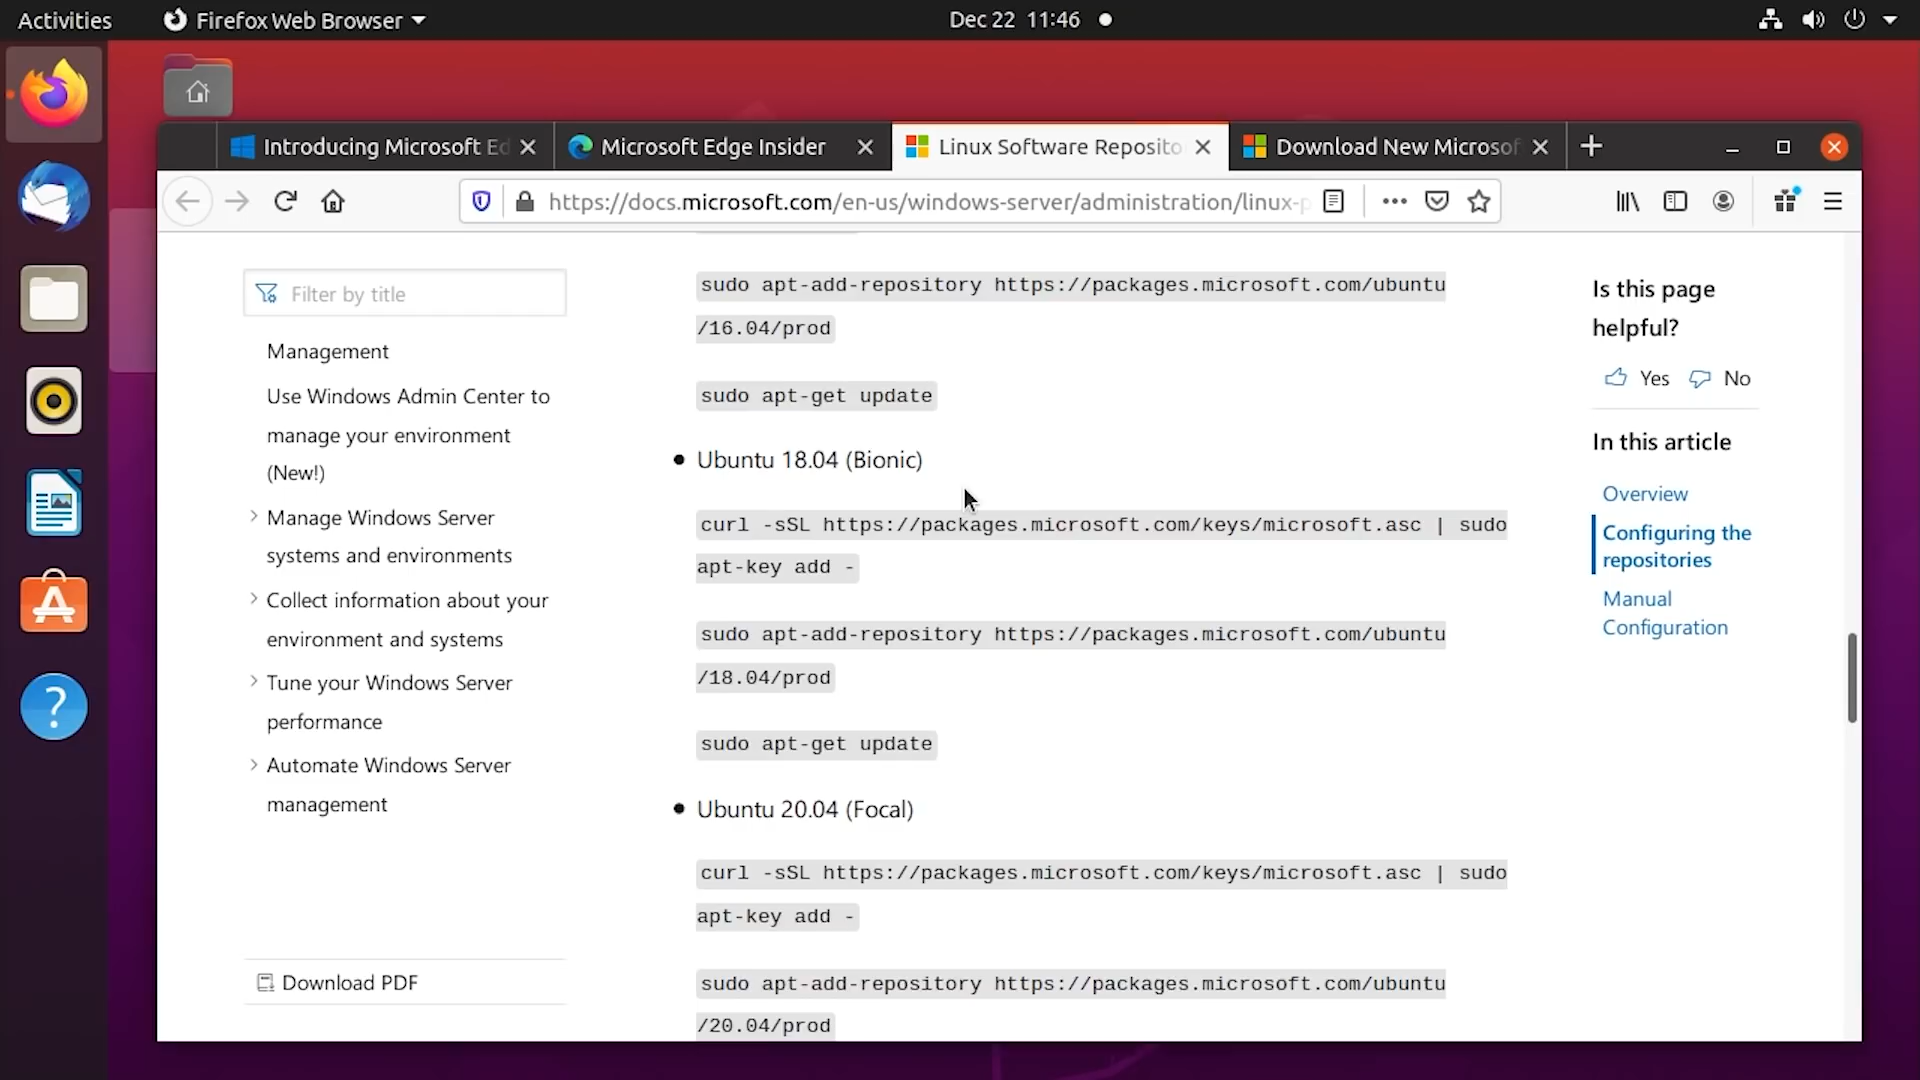 Activities
Firefox Web Browser
Dec 22 11:46
Introducing Microsoft Ed
Microsoft Edge Insider
Linux Software Reposito
Download New Microsof
https://docs.microsoft.com/en-us/windows-server/administration/linux-p
Filter by title
Management
Use Windows Admin Center to
manage your environment
(New!)
Manage Windows Server
systems and environments
Collect information about your
environment and systems
Tune your Windows Server
performance
Automate Windows Server
management
Download PDF
sudo apt-add-repository https://packages.microsoft.com/ubuntu
/16.04/prod
sudo apt-get update
Ubuntu 18.04 (Bionic)
curl -sSL https://packages.microsoft.com/keys/microsoft.asc | sudo
apt-key add -
sudo apt-add-repository https://packages.microsoft.com/ubuntu
/18.04/prod
sudo apt-get update
Ubuntu 20.04 (Focal)
curl -sSL https://packages.microsoft.com/keys/microsoft.asc | sudo
apt-key add -
sudo apt-add-repository https://packages.microsoft.com/ubuntu
/20.04/prod
Is this page
helpful?
Yes No
In this article
Overview
Configuring the
repositories
Manual
Configuration